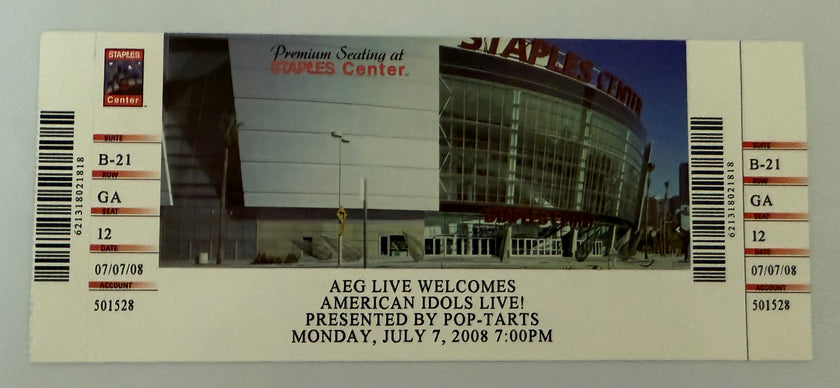 STAPLES
Center
SUITE
B-21
ROW
GA
SEAT
12
DATE
07/07/08
ACCOUNT
501528
621318021818
Premium Seating at
STAPLES Center
STAPLES CENTER
STAPLES CENTER
AEG LIVE WELCOMES
AMERICAN IDOLS LIVE!
PRESENTED BY POP-TARTS
MONDAY, JULY 7, 2008 7:00PM
621318021818
SUITE
B-21
ROW
GA
SEAT
12
DATE
07/07/08
ACCOUNT
501528